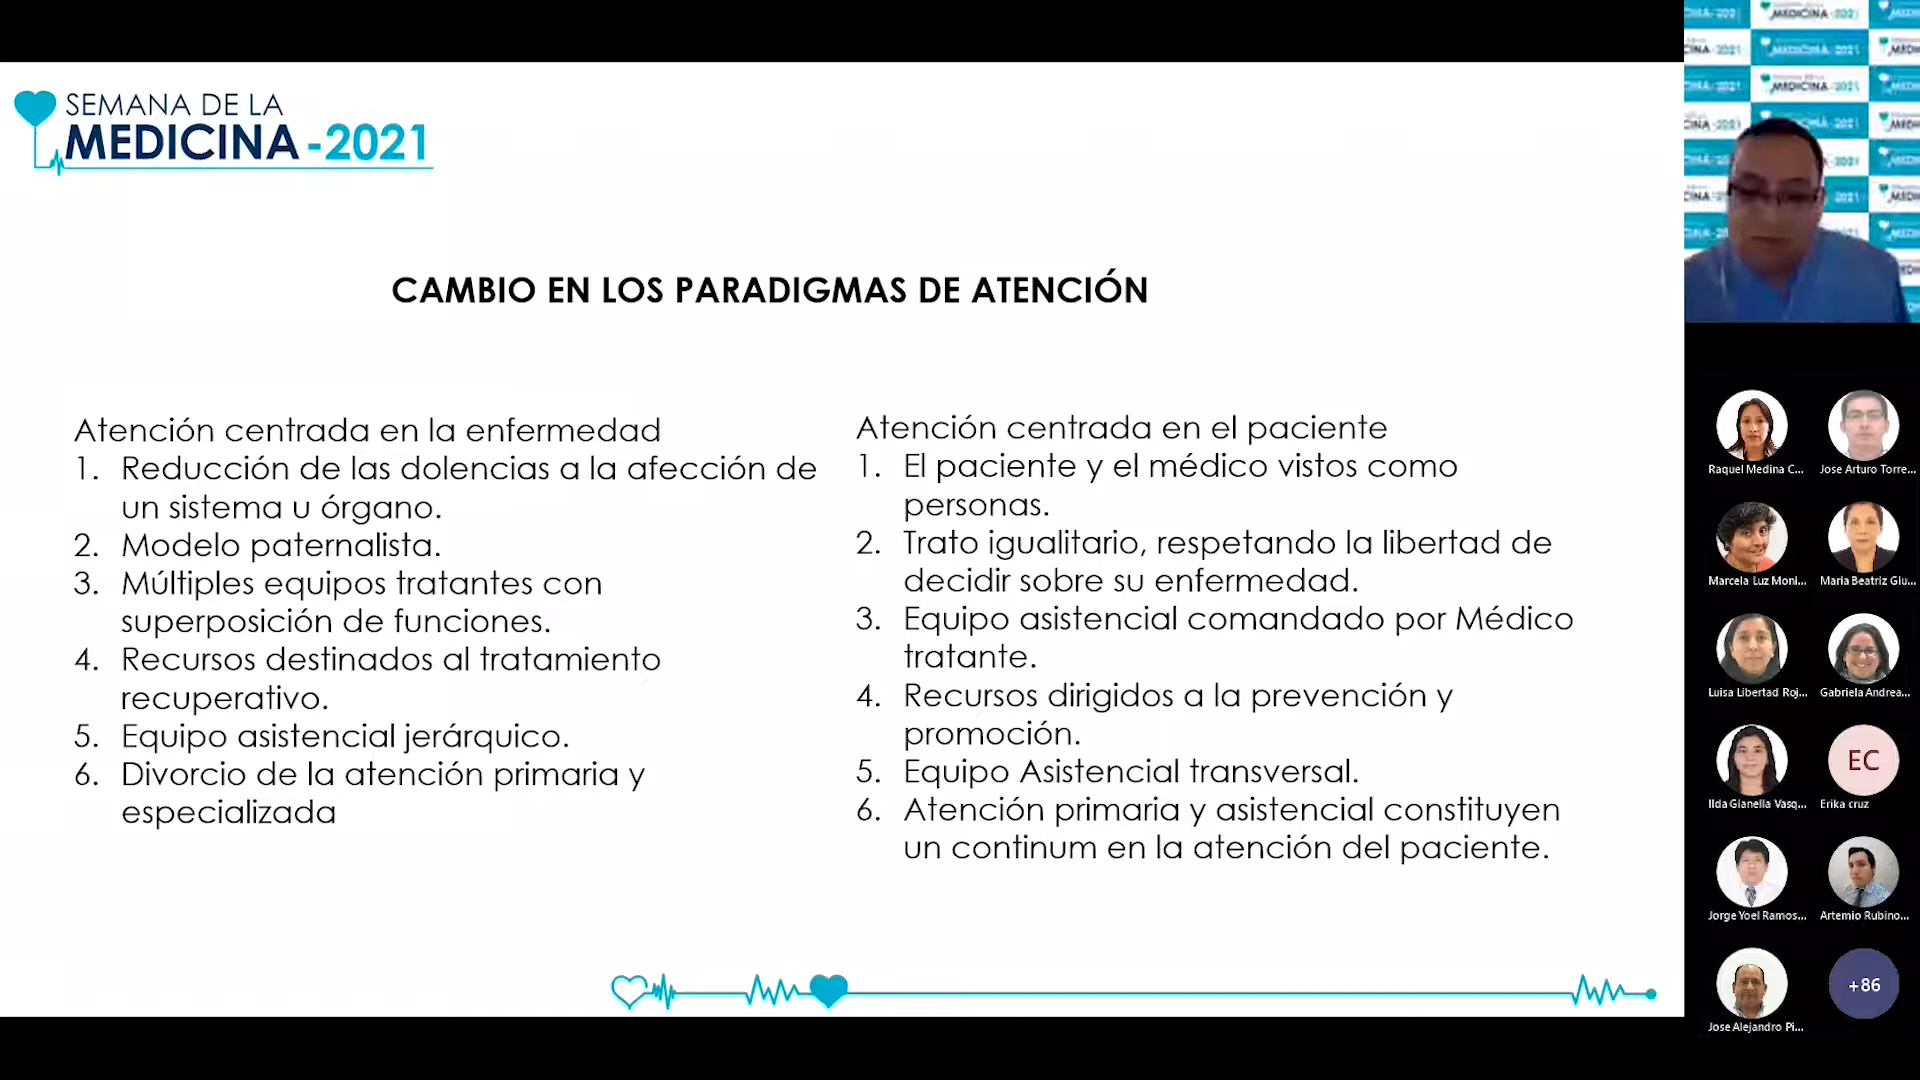 SEMANA DE LA
MEDICINA-2021
CAMBIO EN LOS PARADIGMAS DE ATENCIÓN
Atención centrada en la enfermedad
1. Reducción de las dolencias a la afección de
un sistema u órgano.
2. Modelo paternalista.
3. Múltiples equipos tratantes con
superposición de funciones.
4. Recursos destinados al tratamiento
recuperativo.
5. Equipo asistencial jerárquico.
6. Divorcio de la atención primaria y
especializada
Atención centrada en el paciente
1. El paciente y el médico vistos como
personas.
2. Trato igualitario, respetando la libertad de
decidir sobre su enfermedad.
3. Equipo asistencial comandado por Médico
tratante.
4. Recursos dirigidos a la prevención y
promoción.
5. Equipo Asistencial transversal.
6. Atención primaria y asistencial constituyen
un continum en la atención del paciente.
MEDICINA-2021
MEDICINA-2021
MEDICINA-2021
Raquel Medina C...
Jose Arturo Torre...
Marcela Luz Moni...
Maria Beatriz Giu...
Luisa Libertad Roj...
Gabriela Andrea...
Ilda Gianella Vasq...
EC
Erika cruz
Jorge Yoel Ramos...
Artemio Rubino...
Jose Alejandro Pi...
+86